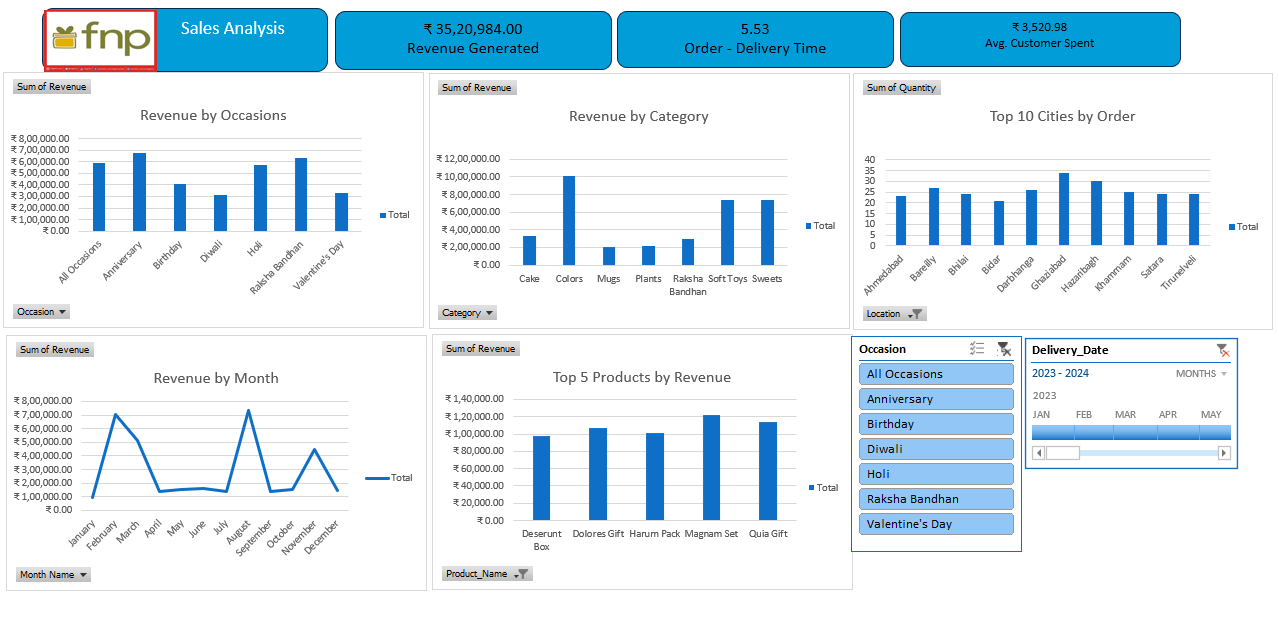 fnp
Sales Analysis
₹ 35,20,984.00
Revenue Generated
5.53
Order - Delivery Time
₹ 3,520.98
Avg. Customer Spent
Sum of Revenue
Revenue by Occasions
₹ 8,00,000.00
₹ 7,00,000.00
₹ 6,00,000.00
₹ 5,00,000.00
₹ 4,00,000.00
₹ 3,00,000.00
₹ 2,00,000.00
₹ 1,00,000.00
₹ 0.00
All Occasions
Anniversary
Birthday
Diwali
Holi
Raksha Bandhan
Valentine's Day
Total
Occasion
Sum of Revenue
Revenue by Category
₹ 12,00,000.00
₹ 10,00,000.00
₹ 8,00,000.00
₹ 6,00,000.00
₹ 4,00,000.00
₹ 2,00,000.00
₹ 0.00
Cake
Colors
Mugs
Plants
Raksha
Bandhan
Soft Toys
Sweets
Total
Category
Sum of Quantity
Top 10 Cities by Order
40
35
30
25
20
15
10
5
0
Ahmedabad
Bareilly
Bhilai
Bidar
Darbhanga
Ghaziabad
Hazaribagh
Khammam
Satara
Tirunelveli
Total
Location
Sum of Revenue
Revenue by Month
₹ 8,00,000.00
₹ 7,00,000.00
₹ 6,00,000.00
₹ 5,00,000.00
₹ 4,00,000.00
₹ 3,00,000.00
₹ 2,00,000.00
₹ 1,00,000.00
₹ 0.00
January
February
March
April
May
June
July
August
September
October
November
December
Total
Month Name
Sum of Revenue
Top 5 Products by Revenue
₹ 1,40,000.00
₹ 1,20,000.00
₹ 1,00,000.00
₹ 80,000.00
₹ 60,000.00
₹ 40,000.00
₹ 20,000.00
₹ 0.00
Deserunt
Box
Dolores Gift
Harum Pack
Magnam Set
Quia Gift
Total
Product_Name
Occasion
All Occasions
Anniversary
Birthday
Diwali
Holi
Raksha Bandhan
Valentine's Day
Delivery_Date
2023 - 2024
MONTHS
2023
JAN
FEB
MAR
APR
MAY